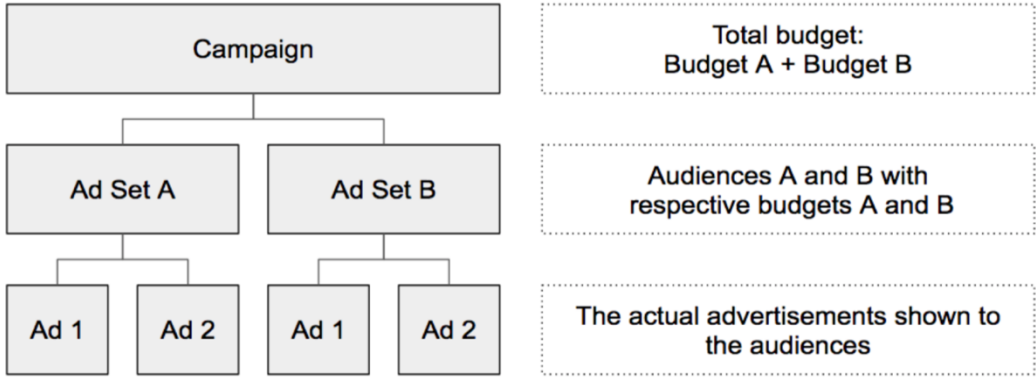 Campaign
Total budget:
Budget A + Budget B
Ad Set A
Ad Set B
Audiences A and B with
respective budgets A and B
Ad 1
Ad 2
Ad 1
Ad 2
The actual advertisements shown to
the audiences